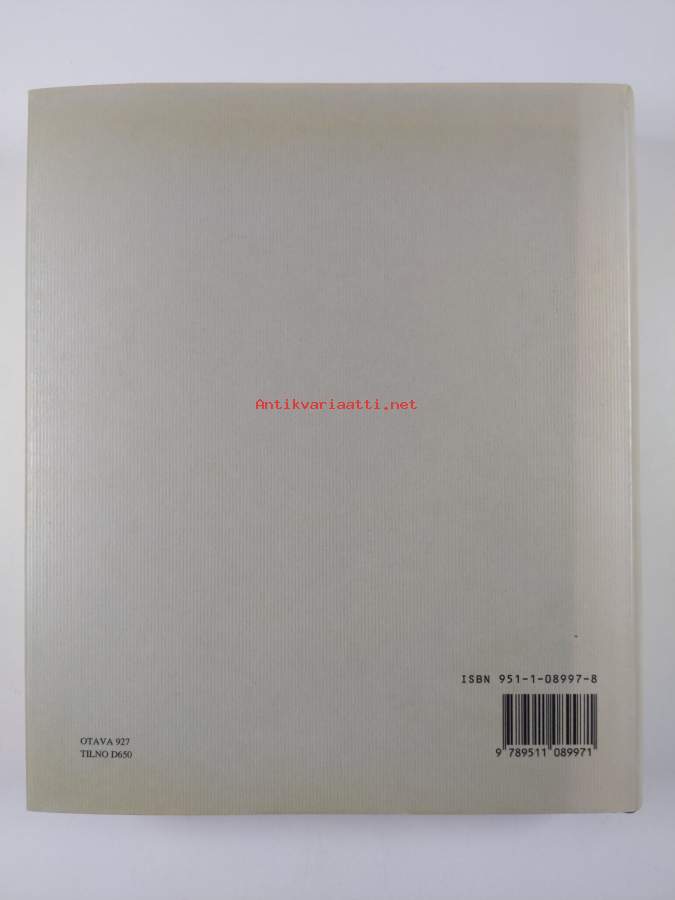 Antikvariaatti.net
ISBN 951-1-08997-8
9 789511 089971
OTAVA 927
TILNO D650